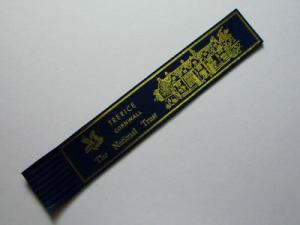 TRERICE
CORNWALL
The National Trust